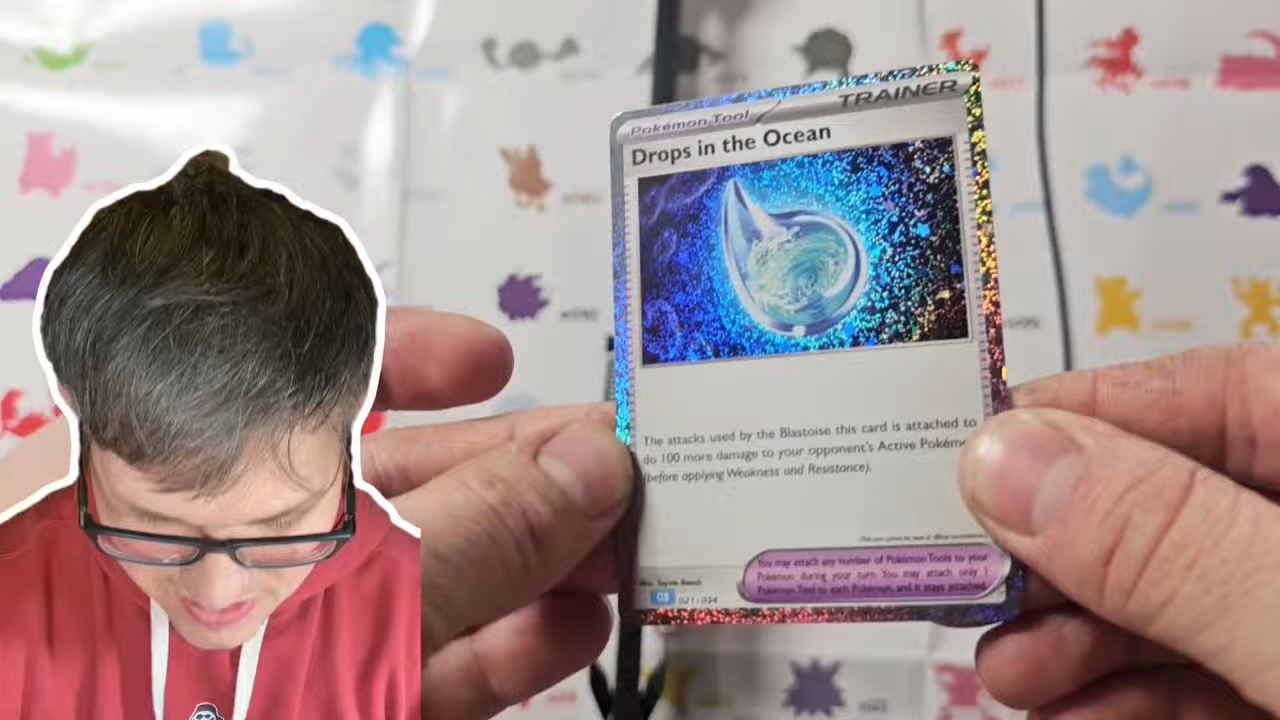 Pokémon Tool
TRAINER
Drops in the Ocean
The attacks used by the Blastoise this card is attached to
do 100 more damage to your opponent's Active Pokémo
(before applying Weakness and Resistance).
You may attach any number of Pokémon Tools to your
Pokémon during your turn. You may attach only 1
Pokémon Tool to each Pokémon, and it stays attached.
021/034